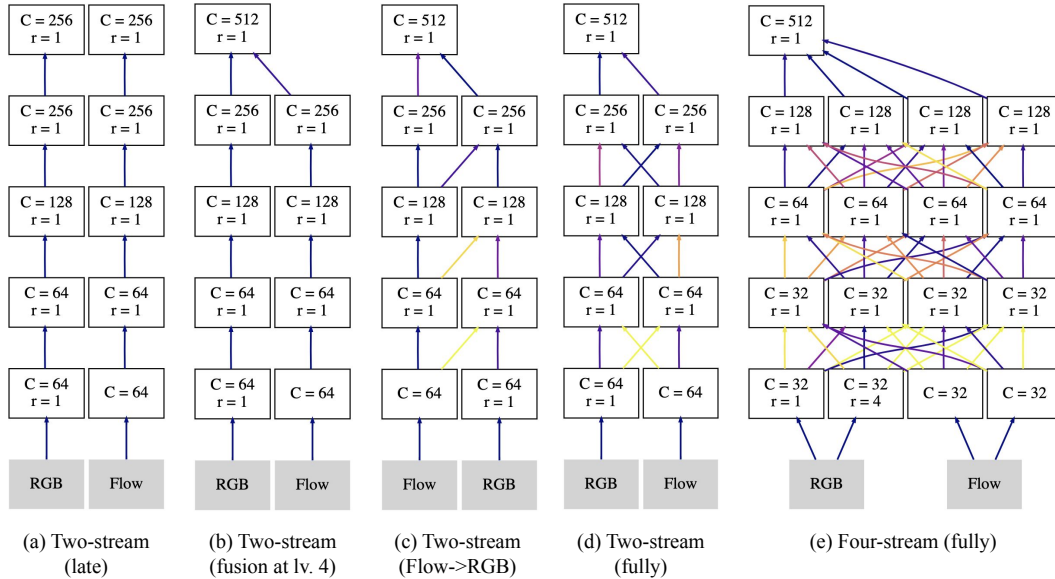 C = 256
r = 1
C = 256
r = 1
C = 256
r = 1
C = 256
r = 1
C = 128
r = 1
C = 128
r = 1
C = 64
r = 1
C = 64
r = 1
C = 64
r = 1
C = 64
RGB
Flow
(a) Two-stream
(late)
C = 512
r = 1
C = 256
r = 1
C = 256
r = 1
C = 128
r = 1
C = 128
r = 1
C = 64
r = 1
C = 64
r = 1
C = 64
r = 1
C = 64
RGB
Flow
(b) Two-stream
(fusion at lv. 4)
C = 512
r = 1
C = 256
r = 1
C = 256
r = 1
C = 128
r = 1
C = 128
r = 1
C = 64
r = 1
C = 64
r = 1
C = 64
C = 64
r = 1
Flow
RGB
(c) Two-stream
(Flow->RGB)
C = 512
r = 1
C = 256
r = 1
C = 256
r = 1
C = 128
r = 1
C = 128
r = 1
C = 64
r = 1
C = 64
r = 1
C = 64
r = 1
C = 64
RGB
Flow
(d) Two-stream
(fully)
C = 512
r = 1
C = 128
r = 1
C = 128
r = 1
C = 128
r = 1
C = 128
r = 1
C = 64
r = 1
C = 64
r = 1
C = 64
r = 1
C = 64
r = 1
C = 32
r = 1
C = 32
r = 1
C = 32
r = 1
C = 32
r = 1
C = 32
r = 1
C = 32
r = 4
C = 32
C = 32
RGB
Flow
(e) Four-stream (fully)